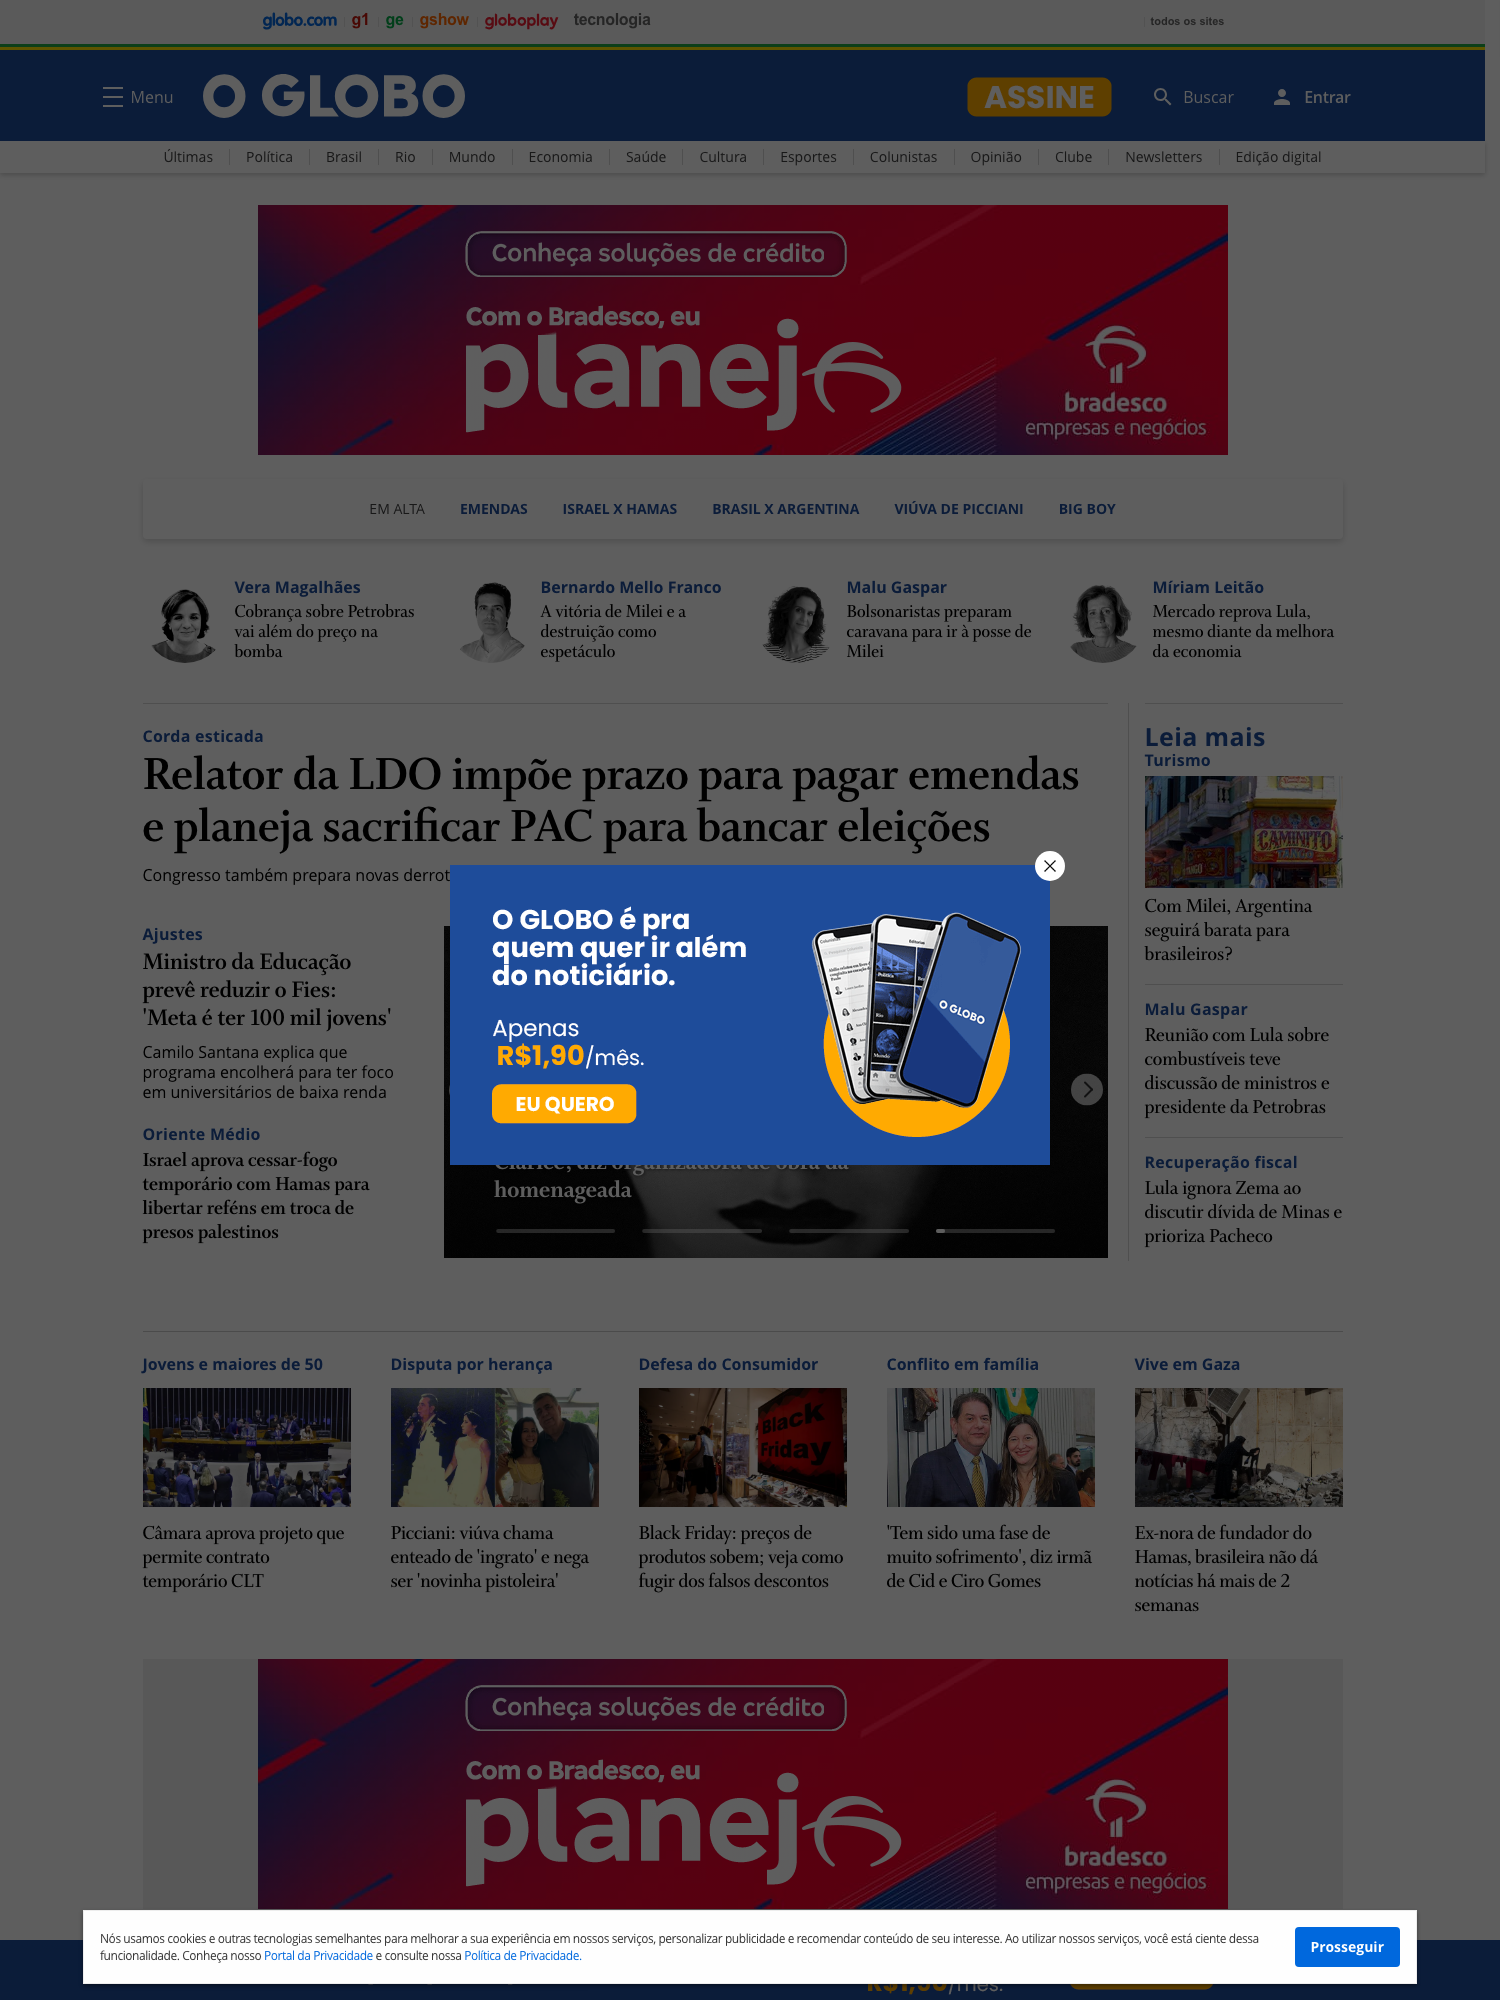 globo.com g1 ge gshow globoplay tecnologia todos os sites
Menu O GLOBO ASSINE Buscar Entrar
Últimas Política Brasil Rio Mundo Economia Saúde Cultura Esportes Colunistas Opinião Clube Newsletters Edição digital
Conheça soluções de crédito
Com o Bradesco, eu
planej
bradesco
empresas e negócios
EM ALTA EMENDAS ISRAEL X HAMAS BRASIL X ARGENTINA VIÚVA DE PICCIANI BIG BOY
Vera Magalhães
Cobrança sobre Petrobras
vai além do preço na
bomba
Bernardo Mello Franco
A vitória de Milei e a
destruição como
espetáculo
Malu Gaspar
Bolsonaristas preparam
caravana para ir à posse de
Milei
Míriam Leitão
Mercado reprova Lula,
mesmo diante da melhora
da economia
Corda esticada
Relator da LDO impõe prazo para pagar emendas
e planeja sacrificar PAC para bancar eleições
Congresso também prepara novas derrot
Ajustes
Ministro da Educação
prevê reduzir o Fies:
'Meta é ter 100 mil jovens'
Camilo Santana explica que
programa encolherá para ter foco
em universitários de baixa renda
Oriente Médio
Israel aprova cessar-fogo
temporário com Hamas para
libertar reféns em troca de
presos palestinos
O GLOBO é pra
quem quer ir além
do noticiário.
Apenas
R$1,90/mês.
EU QUERO
Editorias
Política
Rio
Mundo
O GLOBO
Clarice', diz organizadora de obra da
homenageada
Leia mais
Turismo
CAMINITO
Com Milei, Argentina
seguirá barata para
brasileiros?
Malu Gaspar
Reunião com Lula sobre
combustíveis teve
discussão de ministros e
presidente da Petrobras
Recuperação fiscal
Lula ignora Zema ao
discutir dívida de Minas e
prioriza Pacheco
Jovens e maiores de 50
Câmara aprova projeto que
permite contrato
temporário CLT
Disputa por herança
Picciani: viúva chama
enteado de 'ingrato' e nega
ser 'novinha pistoleira'
Defesa do Consumidor
Black
Friday
Black Friday: preços de
produtos sobem; veja como
fugir dos falsos descontos
Conflito em família
'Tem sido uma fase de
muito sofrimento', diz irmã
de Cid e Ciro Gomes
Vive em Gaza
Ex-nora de fundador do
Hamas, brasileira não dá
notícias há mais de 2
semanas
Conheça soluções de crédito
Com o Bradesco, eu
planej
bradesco
empresas e negócios
Nós usamos cookies e outras tecnologias semelhantes para melhorar a sua experiência em nossos serviços, personalizar publicidade e recomendar conteúdo de seu interesse. Ao utilizar nossos serviços, você está ciente dessa
funcionalidade. Conheça nosso Portal da Privacidade e consulte nossa Política de Privacidade.
Prosseguir
R$1,90/mês.